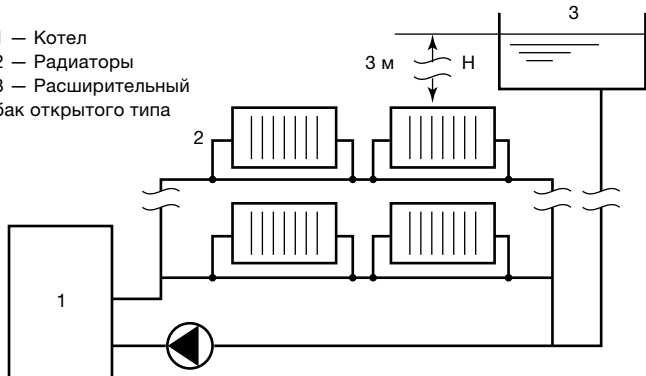 1 — Котел
2 — Радиаторы
3 — Расширительный
бак открытого типа
3
3 м
H
2
1